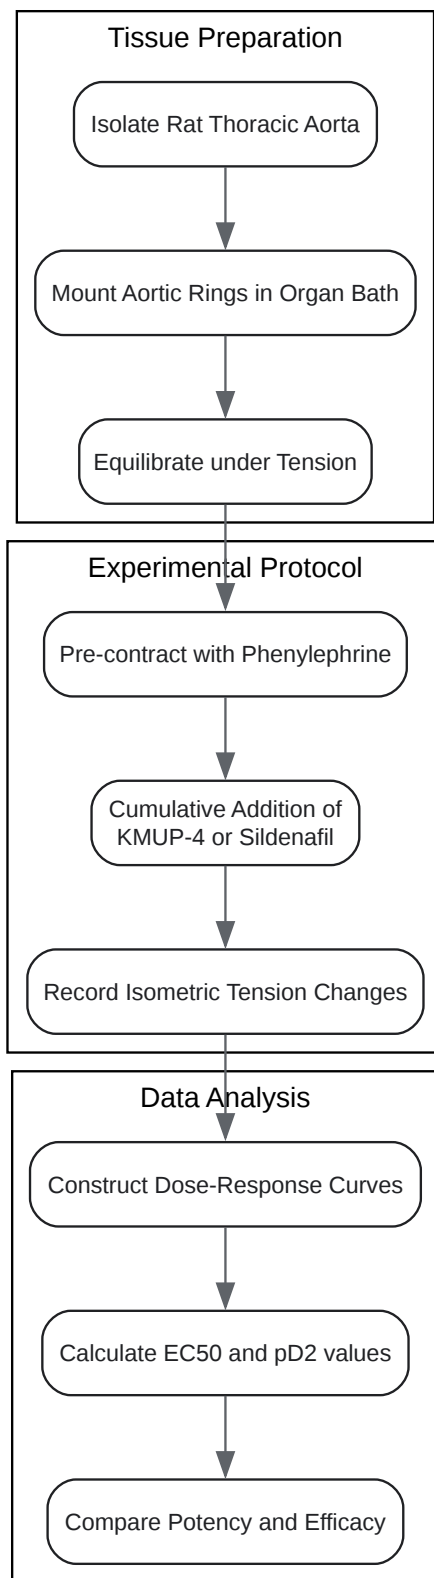 Tissue Preparation
Isolate Rat Thoracic Aorta
Mount Aortic Rings in Organ Bath
Equilibrate under Tension
Experimental Protocol
Pre-contract with Phenylephrine
Cumulative Addition of
KMUP-4 or Sildenafil
Record Isometric Tension Changes
Data Analysis
Construct Dose-Response Curves
Calculate EC50 and pD2 values
Compare Potency and Efficacy